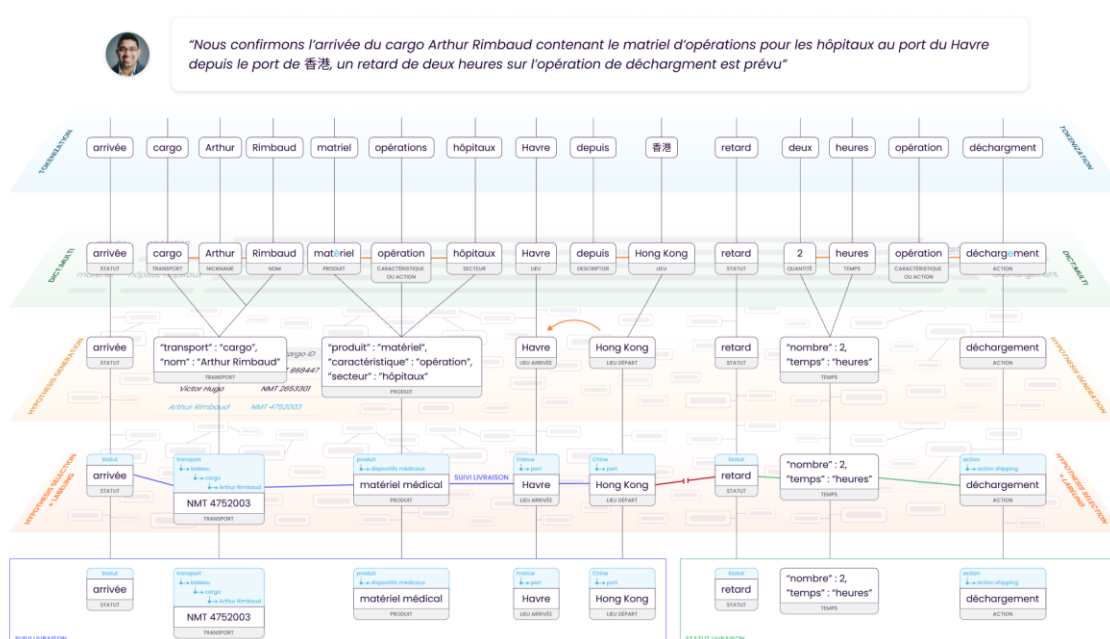 “Nous confirmons l’arrivée du cargo Arthur Rimbaud contenant le matriel d’opérations pour les hôpitaux au port du Havre
depuis le port de 香港, un retard de deux heures sur l’opération de déchargment est prévu”
TOKENIZATION
TOKENIZATION
arrivée cargo Arthur Rimbaud matriel opérations hôpitaux Havre depuis 香港 retard deux heures opération déchargment
DICT:MULTI
DICT:MULTI
arrivée cargo Arthur Rimbaud matériel opération hôpitaux Havre depuis Hong Kong retard 2 heures opération déchargement
STATUT TRANSPORT NICKNAME NOM PRODUIT CARACTÉRISTIQUE OU ACTION SECTEUR LIEU DESCRIPTOR LIEU STATUT QUANTITÉ TEMPS CARACTÉRISTIQUE OU ACTION ACTION
HYPOTHESIS GENERATION
HYPOTHESIS GENERATION
arrivée
STATUT
“transport” : “cargo”,
“nom” : “Arthur Rimbaud”
TRANSPORT
Cargo ID
868447
Victor Hugo NMT 2653301
Arthur Rimbaud NMT 4752003
“produit” : “matériel”,
“caractéristique” : “opération”,
“secteur” : “hôpitaux”
PRODUIT
Havre
LIEU ARRIVÉE
Hong Kong
LIEU DÉPART
retard
STATUT
“nombre” : 2,
“temps” : “heures”
TEMPS
déchargement
ACTION
HYPOTHESIS SELECTION
+ LABELING
HYPOTHESIS SELECTION
+ LABELING
Statut
arrivée
STATUT
transport
bateau
cargo
Arthur Rimbaud
NMT 4752003
TRANSPORT
produit
dispositifs médicaux
matériel médical
PRODUIT
SUIVI LIVRAISON
France
port
Havre
LIEU ARRIVÉE
Chine
port
Hong Kong
LIEU DÉPART
Statut
retard
STATUT
“nombre” : 2,
“temps” : “heures”
TEMPS
action
action shipping
déchargement
ACTION
Statut
arrivée
STATUT
transport
bateau
cargo
Arthur Rimbaud
NMT 4752003
TRANSPORT
produit
dispositifs médicaux
matériel médical
PRODUIT
France
port
Havre
LIEU ARRIVÉE
Chine
port
Hong Kong
LIEU DÉPART
SUIVI LIVRAISON
Statut
retard
STATUT
“nombre” : 2,
“temps” : “heures”
TEMPS
action
action shipping
déchargement
ACTION
STATUT LIVRAISON